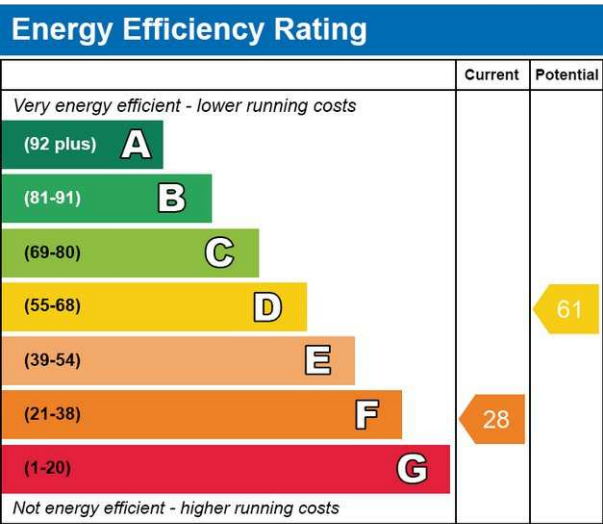 Energy Efficiency Rating
Current Potential
Very energy efficient - lower running costs
(92 plus) A
(81-91) B
(69-80) C
(55-68) D
61
(39-54) E
(21-38) F
28
(1-20) G
Not energy efficient - higher running costs